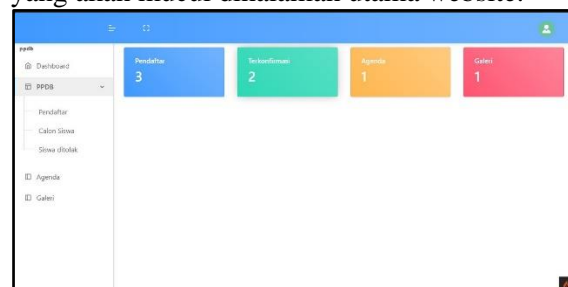 yang akan muncul dihalaman utama website.
ppdb
Dashboard
PPDB
Pendaftar
Calon Siswa
Siswa ditolak
Agenda
Galeri
Pendaftar
3
Terkonfirmasi
2
Agenda
1
Galeri
1